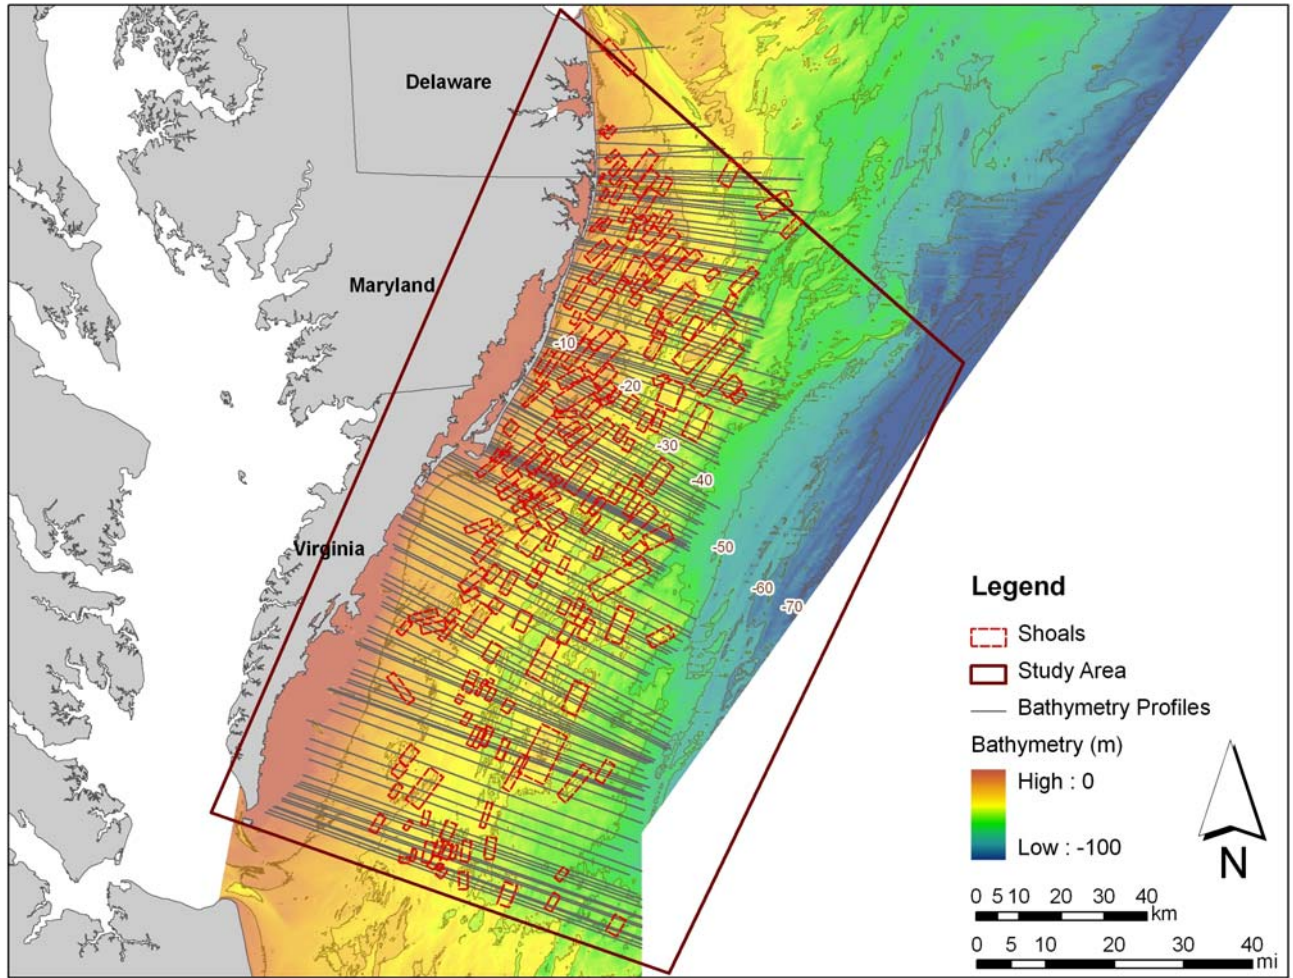 Delaware
Maryland
Virginia
-10
-20
-30
-40
-50
-60
-70
Legend
Shoals
Study Area
Bathymetry Profiles
Bathymetry (m)
High : 0
Low : -100
N
0 5 10 20 30 40
km
0 5 10 20 30 40
mi